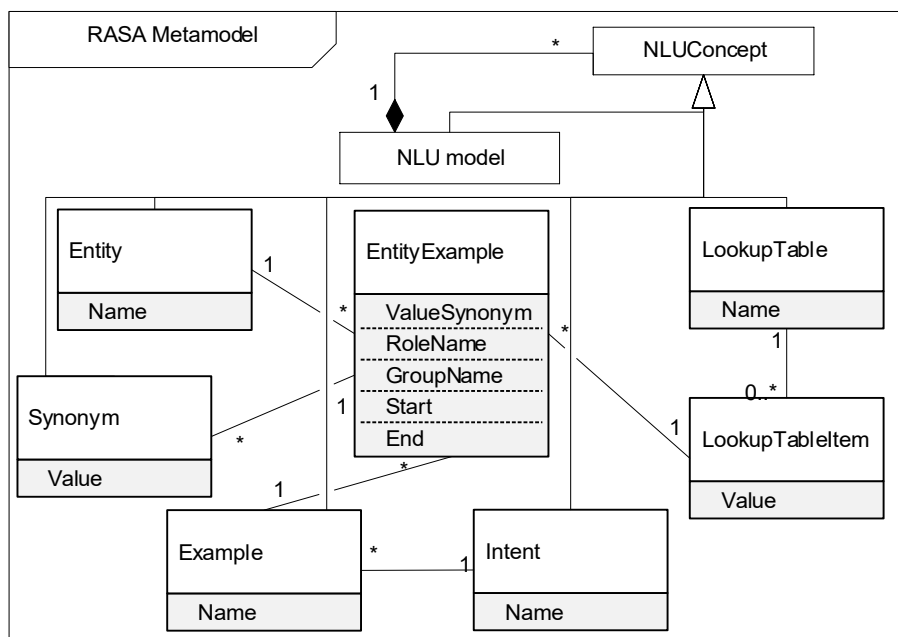 RASA Metamodel
*
NLUConcept
1
NLU model
Entity
Name
1
*
EntityExample
ValueSynonym
RoleName
GroupName
Start
End
*
LookupTable
Name
1
0..*
Synonym
Value
*
1
1
LookupTableItem
Value
1
*
Example
Name
*
1
Intent
Name